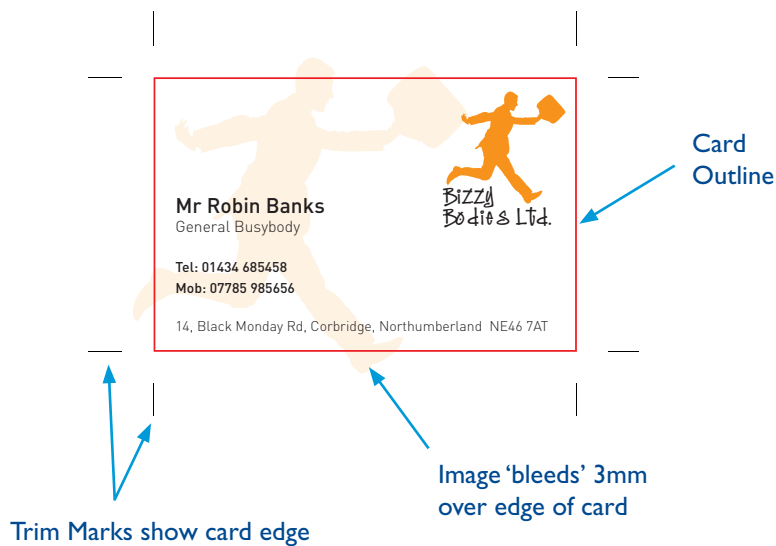 Card
Outline
Bizzy
Bodies Ltd.
Mr Robin Banks
General Busybody
Tel: 01434 685458
Mob: 07785 985656
14, Black Monday Rd, Corbridge, Northumberland NE46 7AT
Image ‘bleeds’ 3mm
over edge of card
Trim Marks show card edge